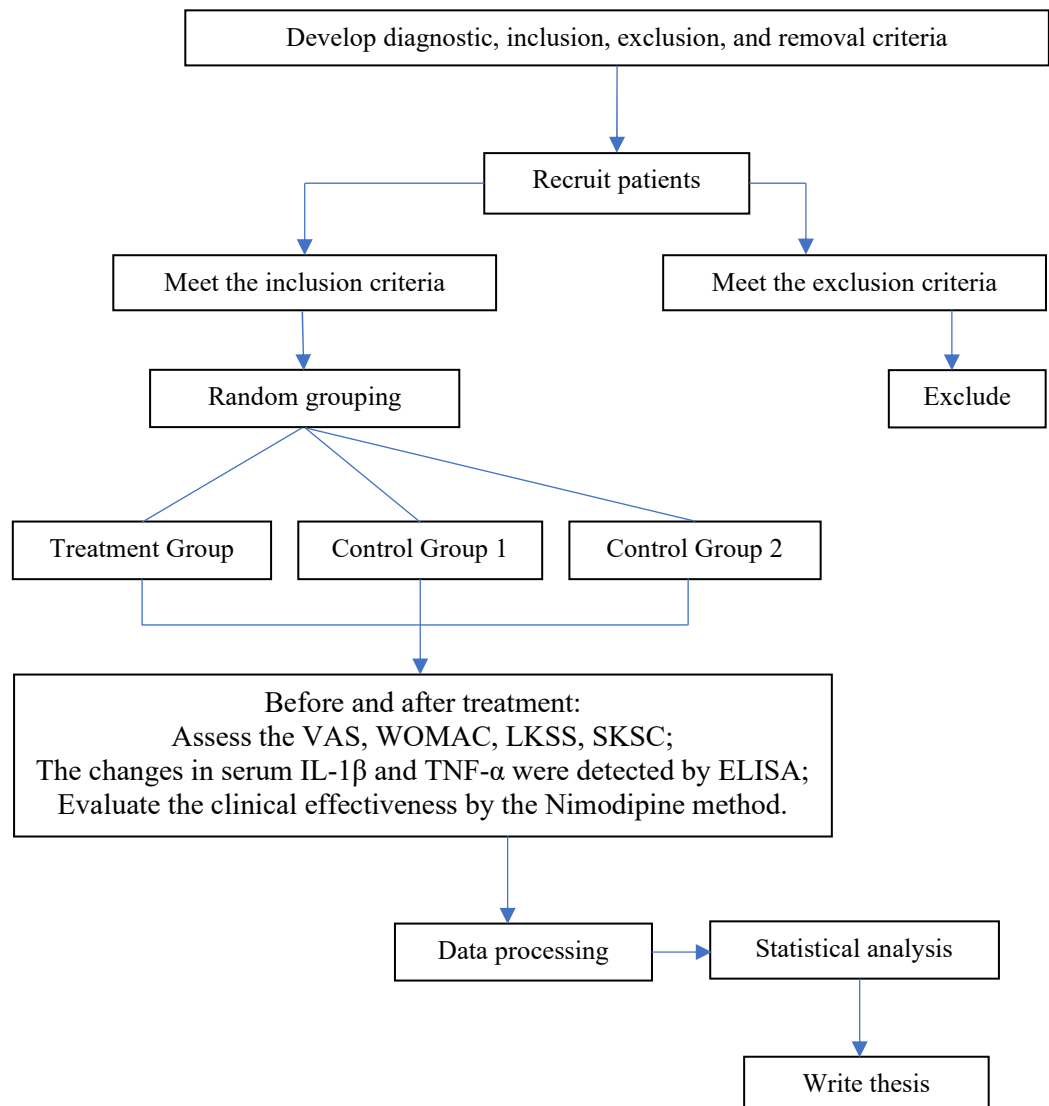 Develop diagnostic, inclusion, exclusion, and removal criteria
Recruit patients
Meet the inclusion criteria
Meet the exclusion criteria
Random grouping
Exclude
Treatment Group
Control Group 1
Control Group 2
Before and after treatment:
Assess the VAS, WOMAC, LKSS, SKSC;
The changes in serum IL-1β and TNF-α were detected by ELISA;
Evaluate the clinical effectiveness by the Nimodipine method.
Data processing
Statistical analysis
Write thesis